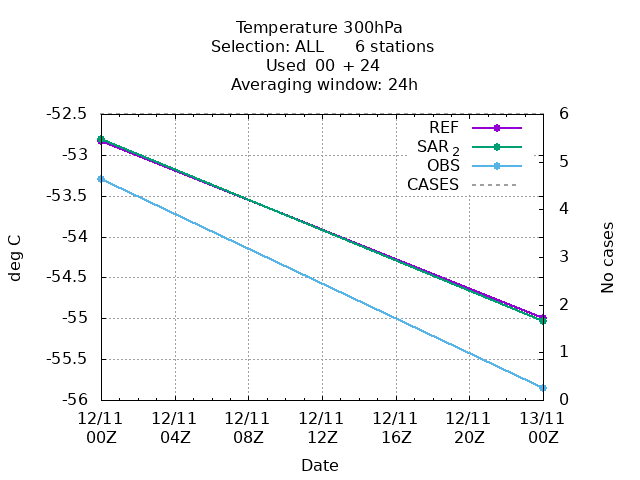 Temperature 300hPa
Selection: ALL 6 stations
Used 00 + 24
Averaging window: 24h
REF
SAR 2
OBS
CASES
-52.5
-53
-53.5
-54
-54.5
-55
-55.5
-56
deg C
6
5
4
3
2
1
0
No cases
12/11 12/11 12/11 12/11 12/11 12/11 13/11
00Z 04Z 08Z 12Z 16Z 20Z 00Z
Date